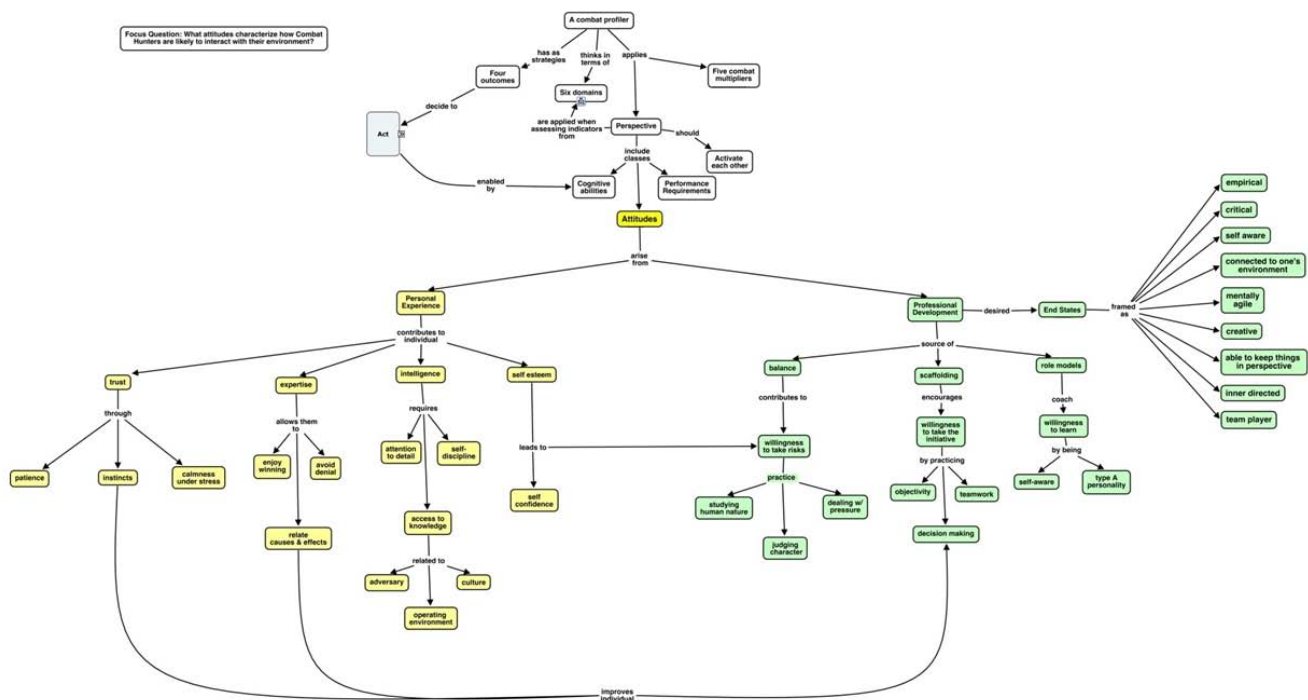 A combat profiler
Focus Question: What attitudes characterize how Combat
Hunters are likely to interact with their environment?
has as
strategies
thinks in
terms of
applies
Four
outcomes
Five combat
multipliers
Six domains
decide to
are applied when
assessing indicators
from
Perspective
should
Act
include
classes
Activate
each other
enabled
by
Cognitive
abilities
Performance
Requirements
Attitudes
arise
from
Personal
Experience
Professional
Development
desired
End States
framed
as
empirical
critical
self aware
connected to one's
environment
mentally
agile
creative
able to keep things
in perspective
inner directed
team player
contributes to
individual
source of
trust
expertise
intelligence
self esteem
balance
scaffolding
role models
through
allows them
to
requires
leads to
contributes to
encourages
coach
patience
instincts
calmness
under stress
enjoy
winning
avoid
denial
attention
to detail
self-
discipline
willingness
to take risks
willingness
to take the
initiative
willingness
to learn
practice
by practicing
by being
self
confidence
studying
human nature
dealing w/
pressure
objectivity
teamwork
self-aware
type A
personality
relate
causes & effects
access to
knowledge
judging
character
decision making
related to
adversary
culture
operating
environment
improves
individual